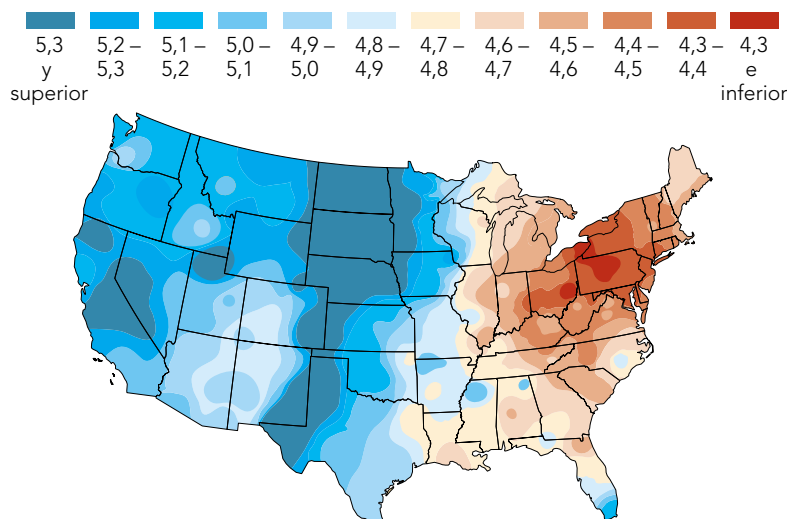 5,3 y superior
5,2 – 5,3
5,1 – 5,2
5,0 – 5,1
4,9 – 5,0
4,8 – 4,9
4,7 – 4,8
4,6 – 4,7
4,5 – 4,6
4,4 – 4,5
4,3 – 4,4
4,3 e inferior